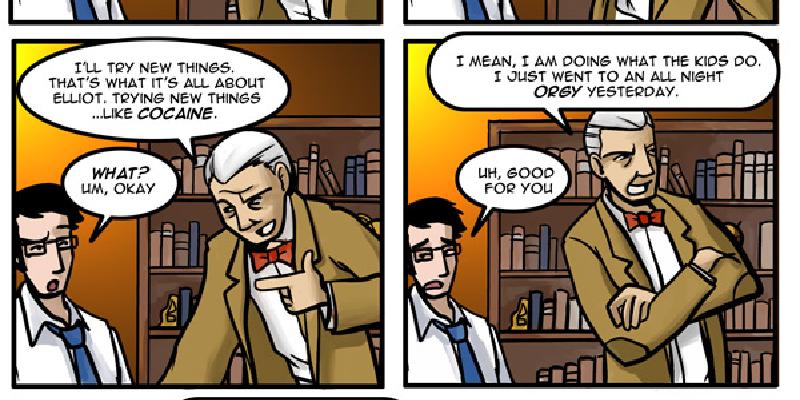 I'LL TRY NEW THINGS.
THAT'S WHAT IT'S ALL ABOUT
ELLIOT. TRYING NEW THINGS
...LIKE COCAINE.
WHAT?
UM, OKAY
I MEAN, I AM DOING WHAT THE KIDS DO.
I JUST WENT TO AN ALL NIGHT
ORGY YESTERDAY.
UH, GOOD
FOR YOU